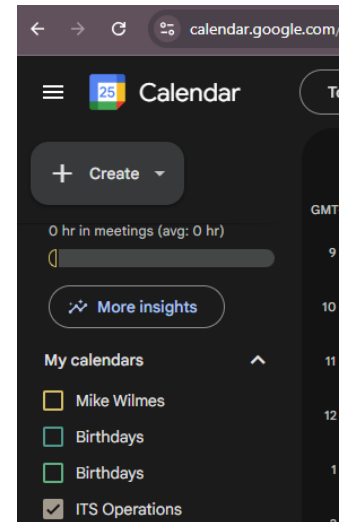 calendar.google.com/
25
Calendar
Create
GMT
0 hr in meetings (avg: 0 hr)
9
More insights
10
My calendars
11
Mike Wilmes
12
Birthdays
Birthdays
1
ITS Operations